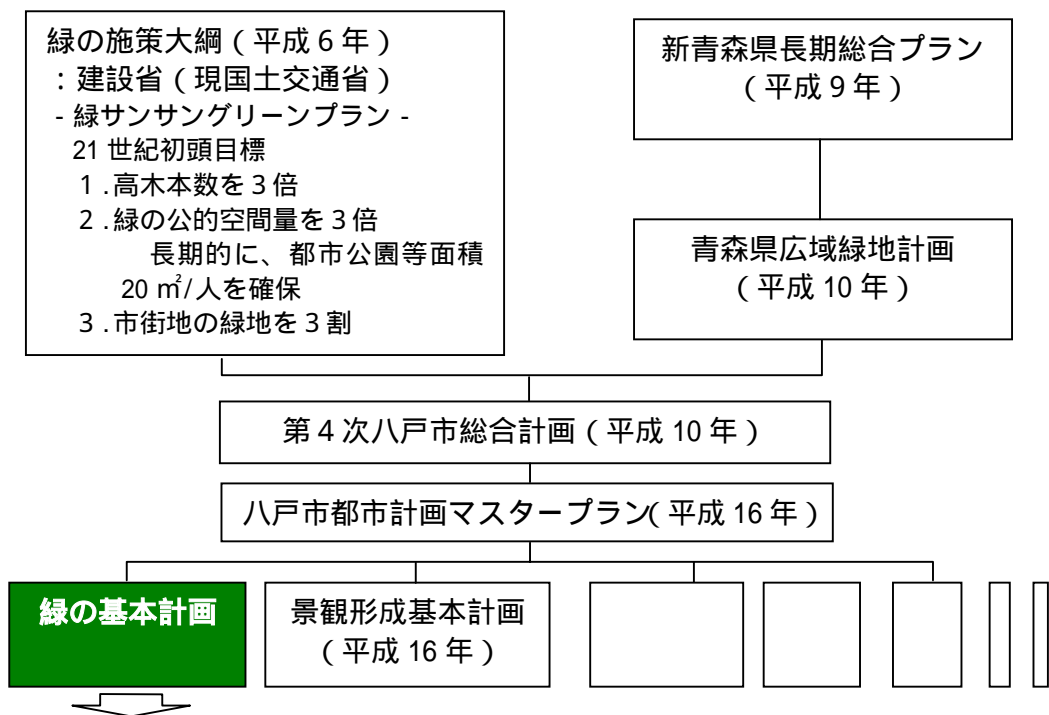 緑の施策大綱（平成６年）
：建設省（現国土交通省）
- 緑サンサングリーンプラン -
21 世紀初頭目標
１.高木本数を３倍
２.緑の公的空間量を３倍
長期的に、都市公園等面積
20 ㎡/人を確保
３.市街地の緑地を３割
新青森県長期総合プラン
（平成９年）
青森県広域緑地計画
（平成 10 年）
第４次八戸市総合計画（平成 10 年）
八戸市都市計画マスタープラン（平成 16 年）
緑の基本計画
景観形成基本計画
（平成 16 年）